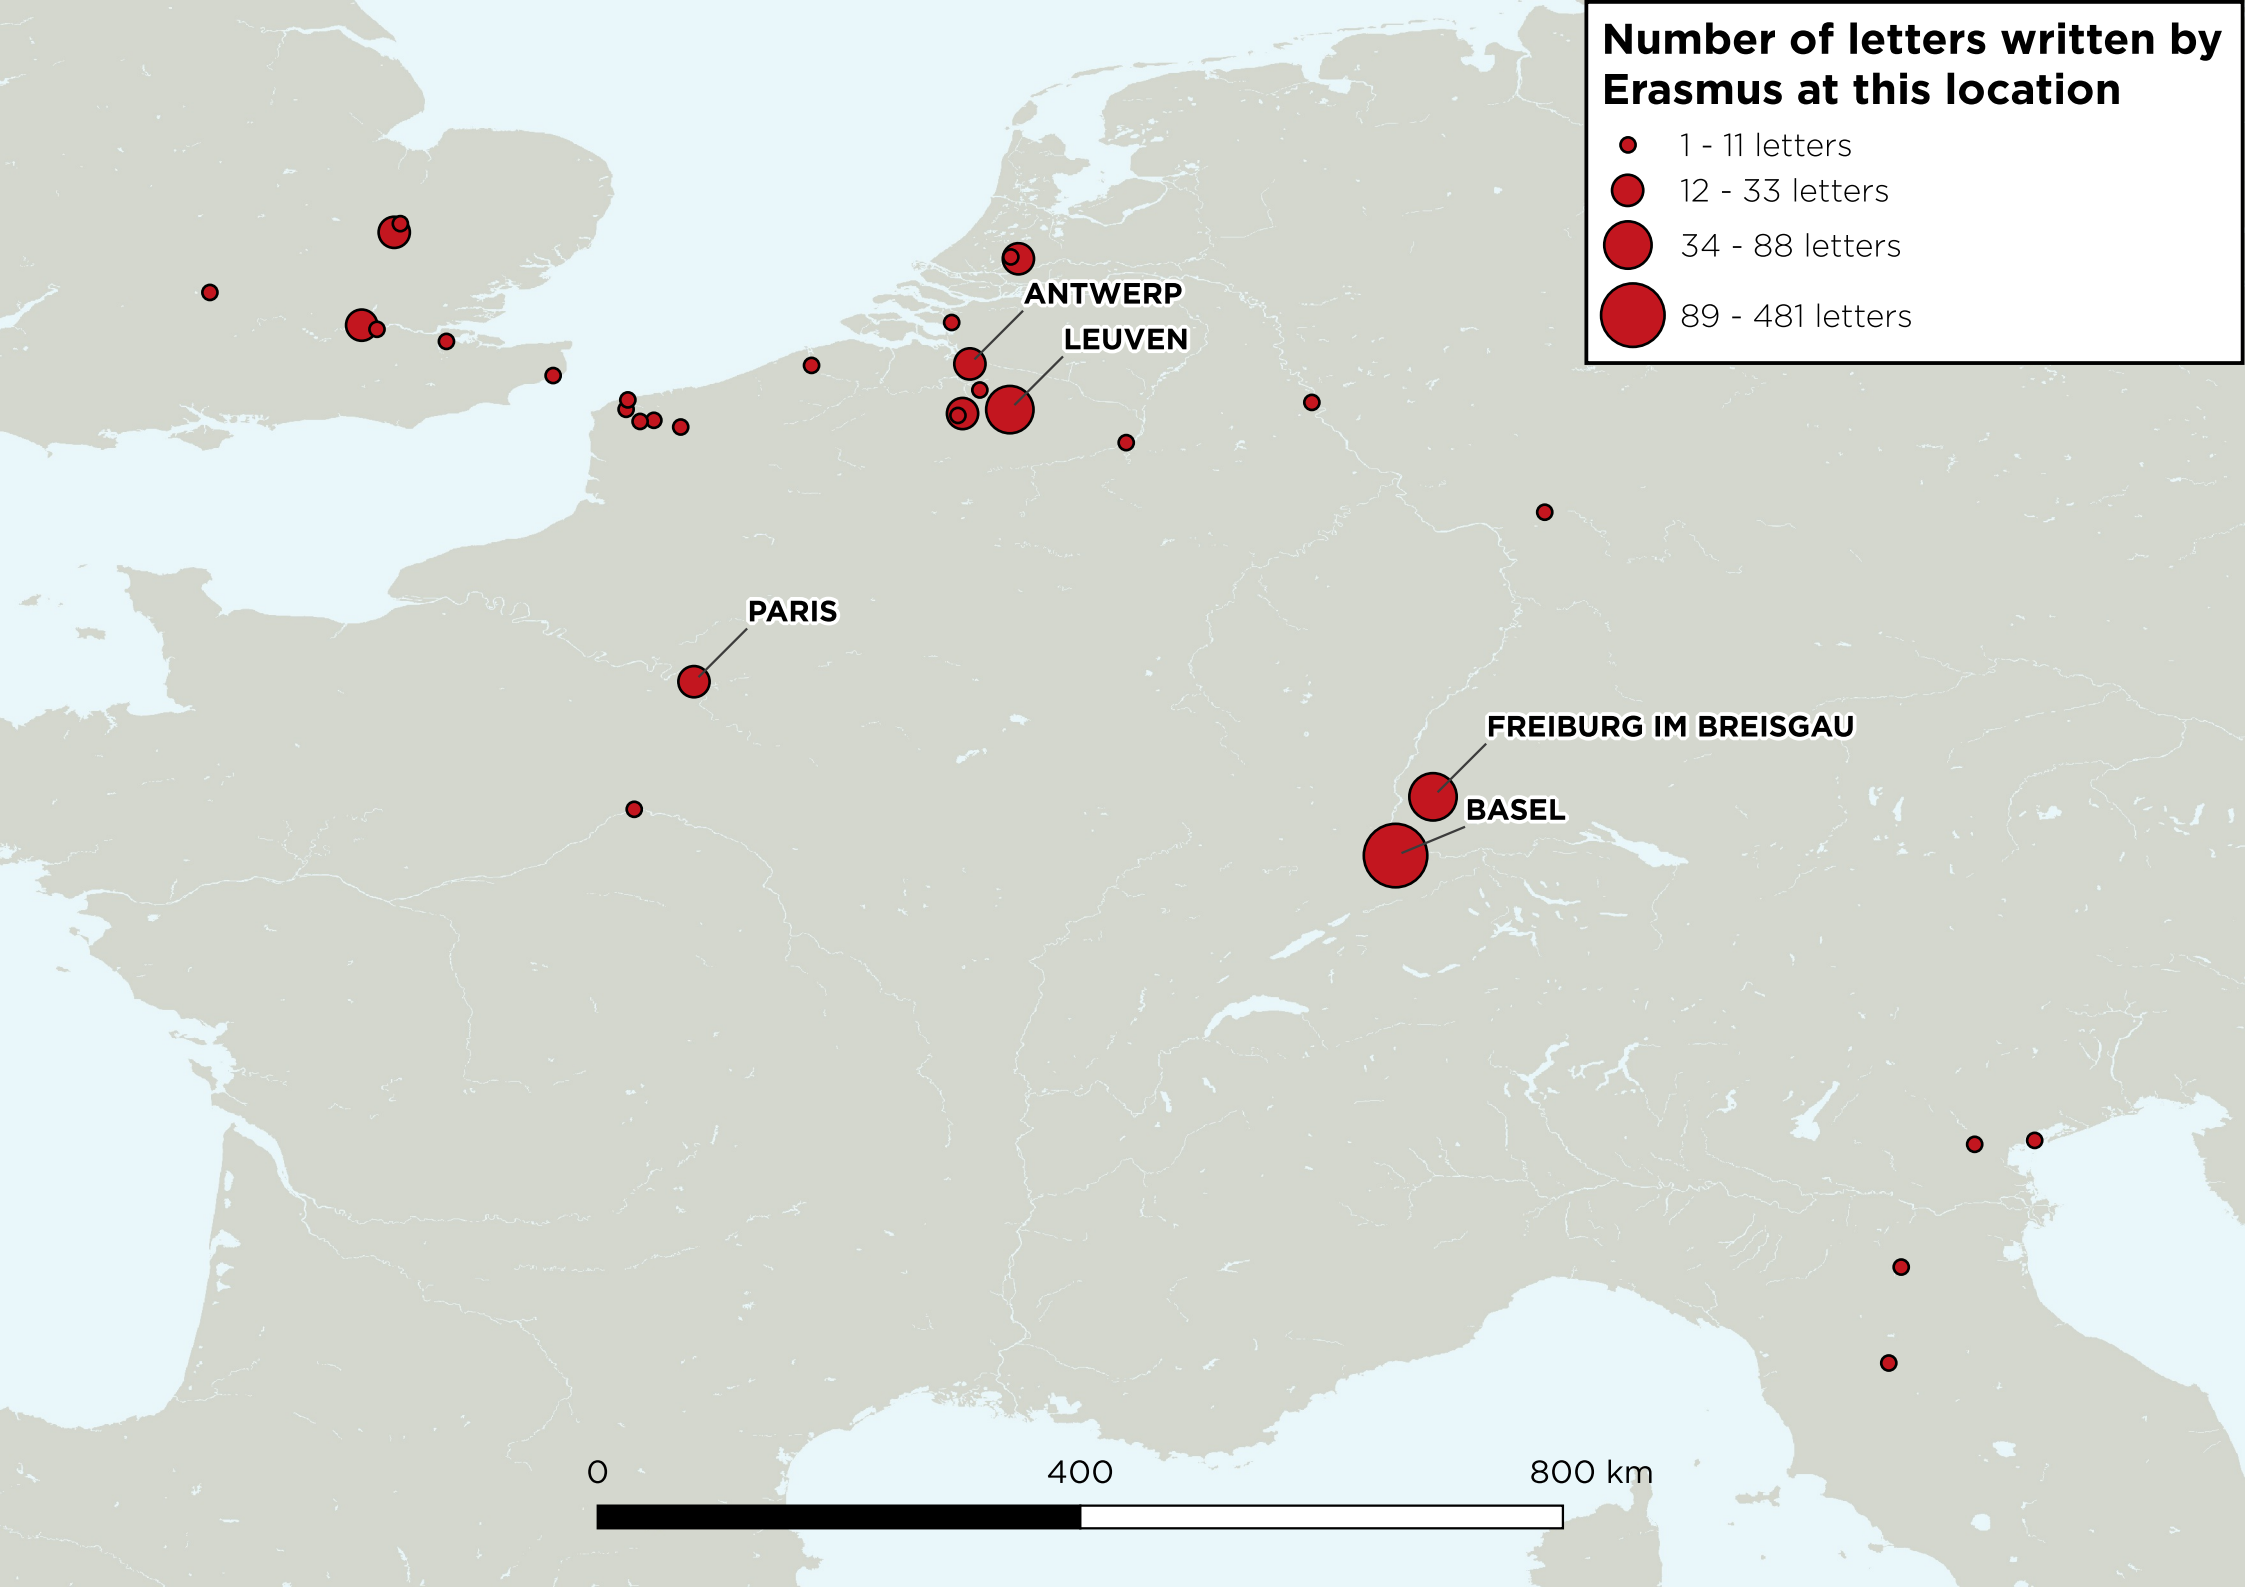 Number of letters written by
Erasmus at this location
1 - 11 letters
12 - 33 letters
34 - 88 letters
89 - 481 letters
ANTWERP
LEUVEN
PARIS
FREIBURG IM BREISGAU
BASEL
0 400 800 km